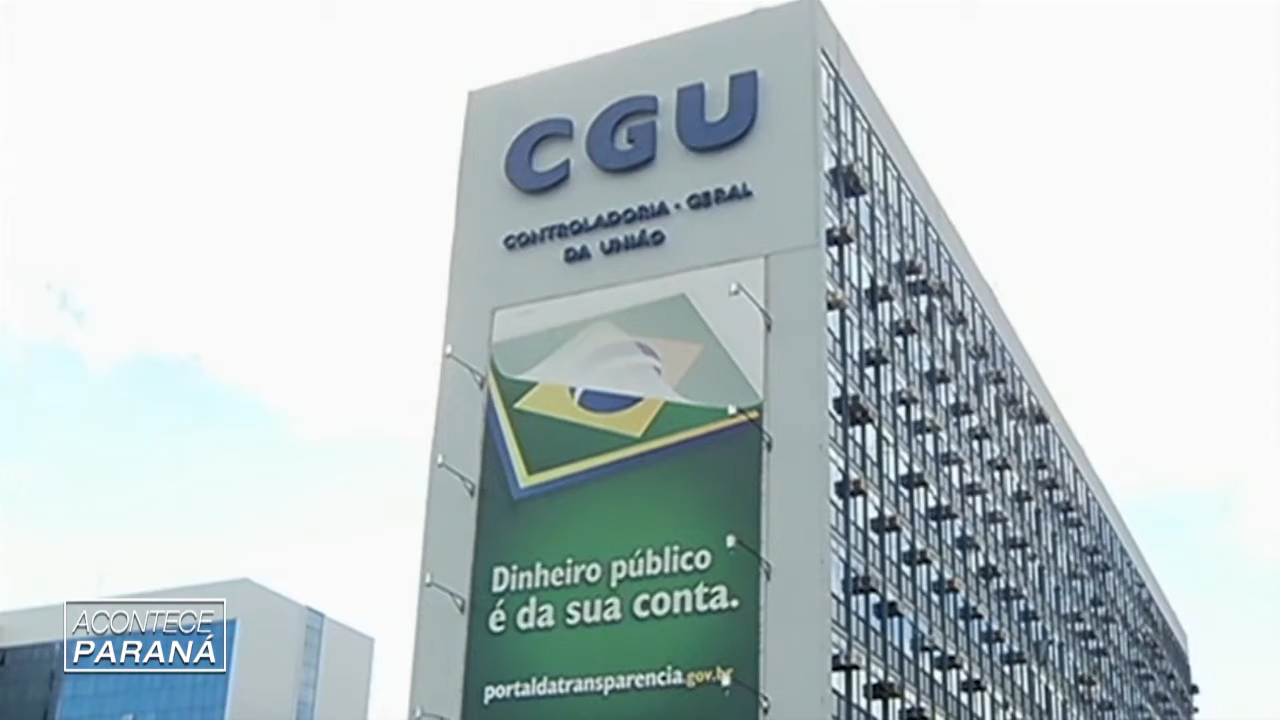 CGU
CONTROLADORIA - GERAL
DA UNIÃO
Dinheiro público
é da sua conta.
portaldatransparencia.gov.br
ACONTECE
PARANÁ